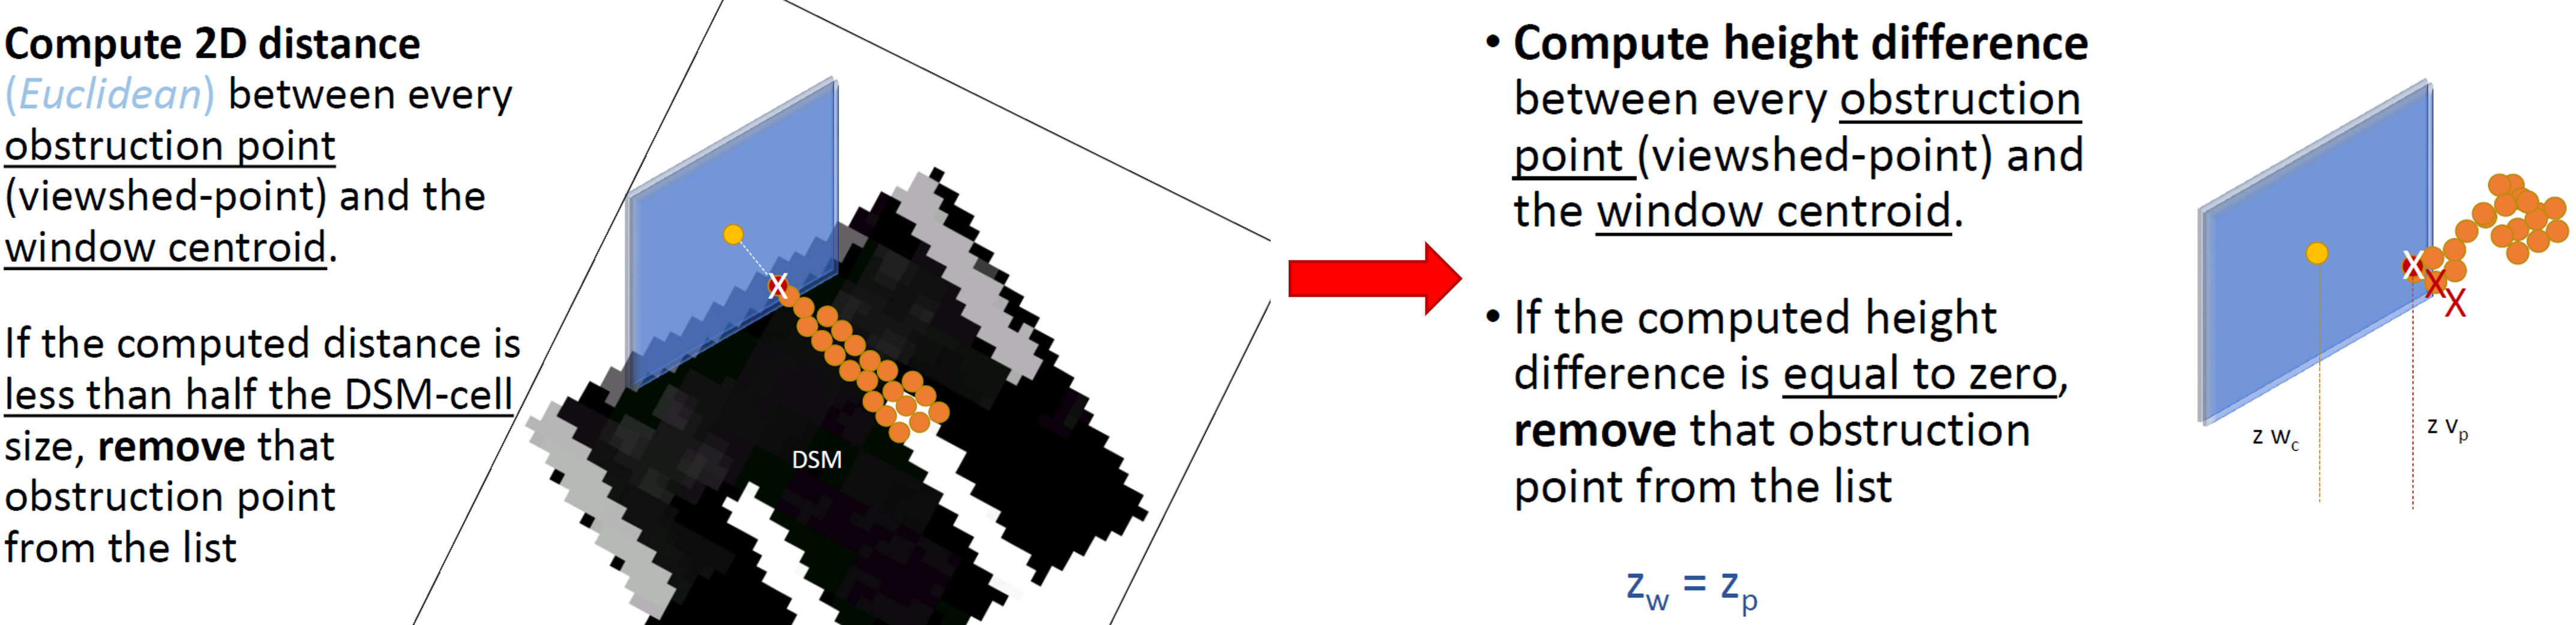 Compute 2D distance
(Euclidean) between every
obstruction point
(viewshed-point) and the
window centroid.
If the computed distance is
less than half the DSM-cell
size, remove that
obstruction point
from the list
X
DSM
• Compute height difference
between every obstruction
point (viewshed-point) and
the window centroid.
• If the computed height
difference is equal to zero,
remove that obstruction
point from the list
z_w = z_p
X
X
X
z w_c
z v_p